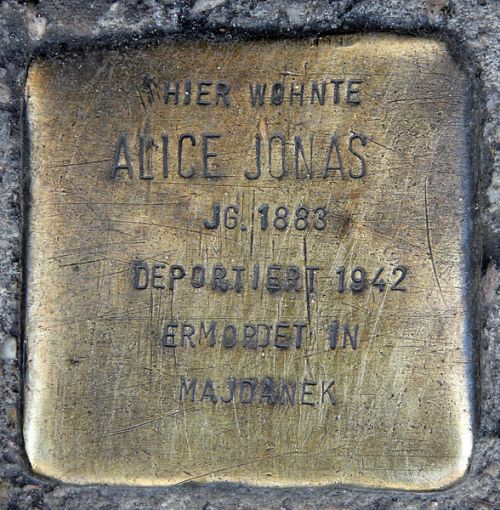 HIER WOHNTE
ALICE JONAS
JG. 1883
DEPORTIERT 1942
ERMORDET IN
MAJDANEK